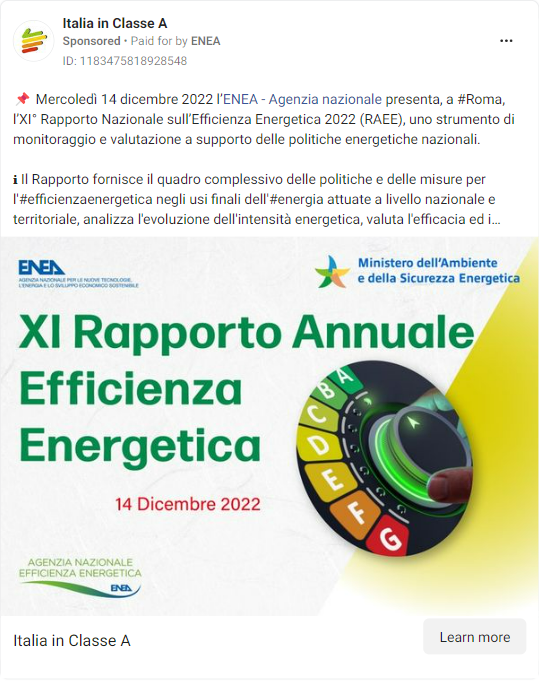 Italia in Classe A
Sponsored • Paid for by ENEA
ID: 1183475818928548
📌 Mercoledì 14 dicembre 2022 l’ENEA - Agenzia nazionale presenta, a #Roma,
l’XI° Rapporto Nazionale sull’Efficienza Energetica 2022 (RAEE), uno strumento di
monitoraggio e valutazione a supporto delle politiche energetiche nazionali.
ℹ Il Rapporto fornisce il quadro complessivo delle politiche e delle misure per
l'#efficienzaenergetica negli usi finali dell'#energia attuate a livello nazionale e
territoriale, analizza l'evoluzione dell'intensità energetica, valuta l'efficacia ed i…
ENEA
AGENZIA NAZIONALE PER LE NUOVE TECNOLOGIE,
L'ENERGIA E LO SVILUPPO ECONOMICO SOSTENIBILE
Ministero dell'Ambiente
e della Sicurezza Energetica
XI Rapporto Annuale
Efficienza
Energetica
14 Dicembre 2022
A
B
C
D
E
F
G
AGENZIA NAZIONALE
EFFICIENZA ENERGETICA
ENEA
Italia in Classe A
Learn more